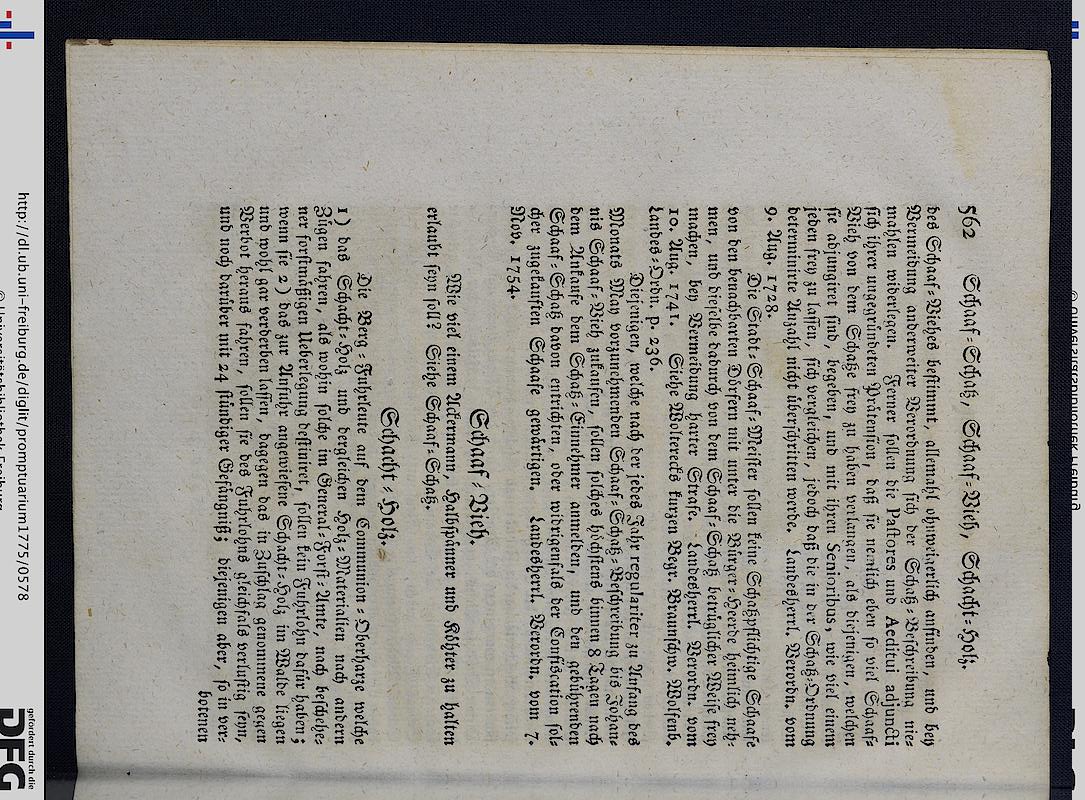 562 Schaaf-Schatz, Schaaf-Vieh, Schacht-Holz.
des Schaaf-Viehes bestimmt, allemahl ohnweigerlich anfinden, und bey
Vermeidung anderweiter Verordnung sich der Schatz-Beschreibung nie-
mahlen widerlegen. Ferner sollen die Pastores und Aeditui adjuncti
sich ihrer ungegründeten Prätension, daß sie nemlich eben so viel Schaaf-
Vieh von dem Schatze frey zu haben verlangen, als diejenigen, welchen
sie adjungiret sind, begeben, und mit ihren Senioribus, wie viel einem
jeden frey zu lassen, sich vergleichen, jedoch daß die in der Schatz-Ordnung
determinirte Anzahl nicht überschritten werde. Landesherrl. Verordn. vom
9. Aug. 1728.
Die Stadt-Schaaf-Meister sollen keine Schatzpflichtige Schaafe
von den benachbarten Dörfern mit unter die Bürger-Heerde heimlich neh-
men, und dieselbe dadurch von dem Schaaf-Schatz betrüglicher Weise frey
machen, bey Vermeidung harter Strafe. Landesherrl. Verordn. vom
10. Aug. 1741. Siehe Woltereks kurzen Begr. Braunschw. Wolfenb.
Landes-Ordn. p. 236.
Diejenigen, welche nach der jedes Jahr regulariter zu Anfang des
Monats May vorzunehmenden Schaaf-Schatz-Beschreibung bis Johan-
nis Schaaf-Vieh zukaufen, sollen solches höchstens binnen 8 Tagen nach
dem Ankaufe dem Schatz-Einnehmer anmelden, und den gebührenden
Schaaf-Schatz davon entrichten, oder widrigenfals der Confiscation sol-
cher zugekauften Schaafe gewärtigen. Landesherrl. Verordn. vom 7.
Nov. 1754.
Schaaf-Vieh.
Wie viel einem Ackermann, Halbspänner und Köhter zu halten
erlaubt seyn soll? Siehe Schaaf-Schatz.
Schacht-Holz.
Die Berg-Fuhrleute auf dem Communion-Oberharze welche
1) das Schacht-Holz und dergleichen Holz-Materialien nach andern
Zügen fahren, als wohin solche im General-Forst-Amte, nach beschehe-
ner forstmäßigen Ueberlegung destiniret, sollen kein Fuhrlohn dafür haben;
wenn sie 2) das zur Anfuhr angewiesene Schacht-Holz im Walde liegen
und wohl gar verderben lassen, dagegen das in Zuschlag genommene gegen
Verbot heraus fahren, sollen sie des Fuhrlohns gleichfals verlustig seyn,
und noch darüber mit 24 stündiger Gefängniß; diejenigen aber, so in ver-
botenen
http://dl.ub.uni-freiburg.de/diglit/promptuarium1775/0578
gefördert durch die
DFG